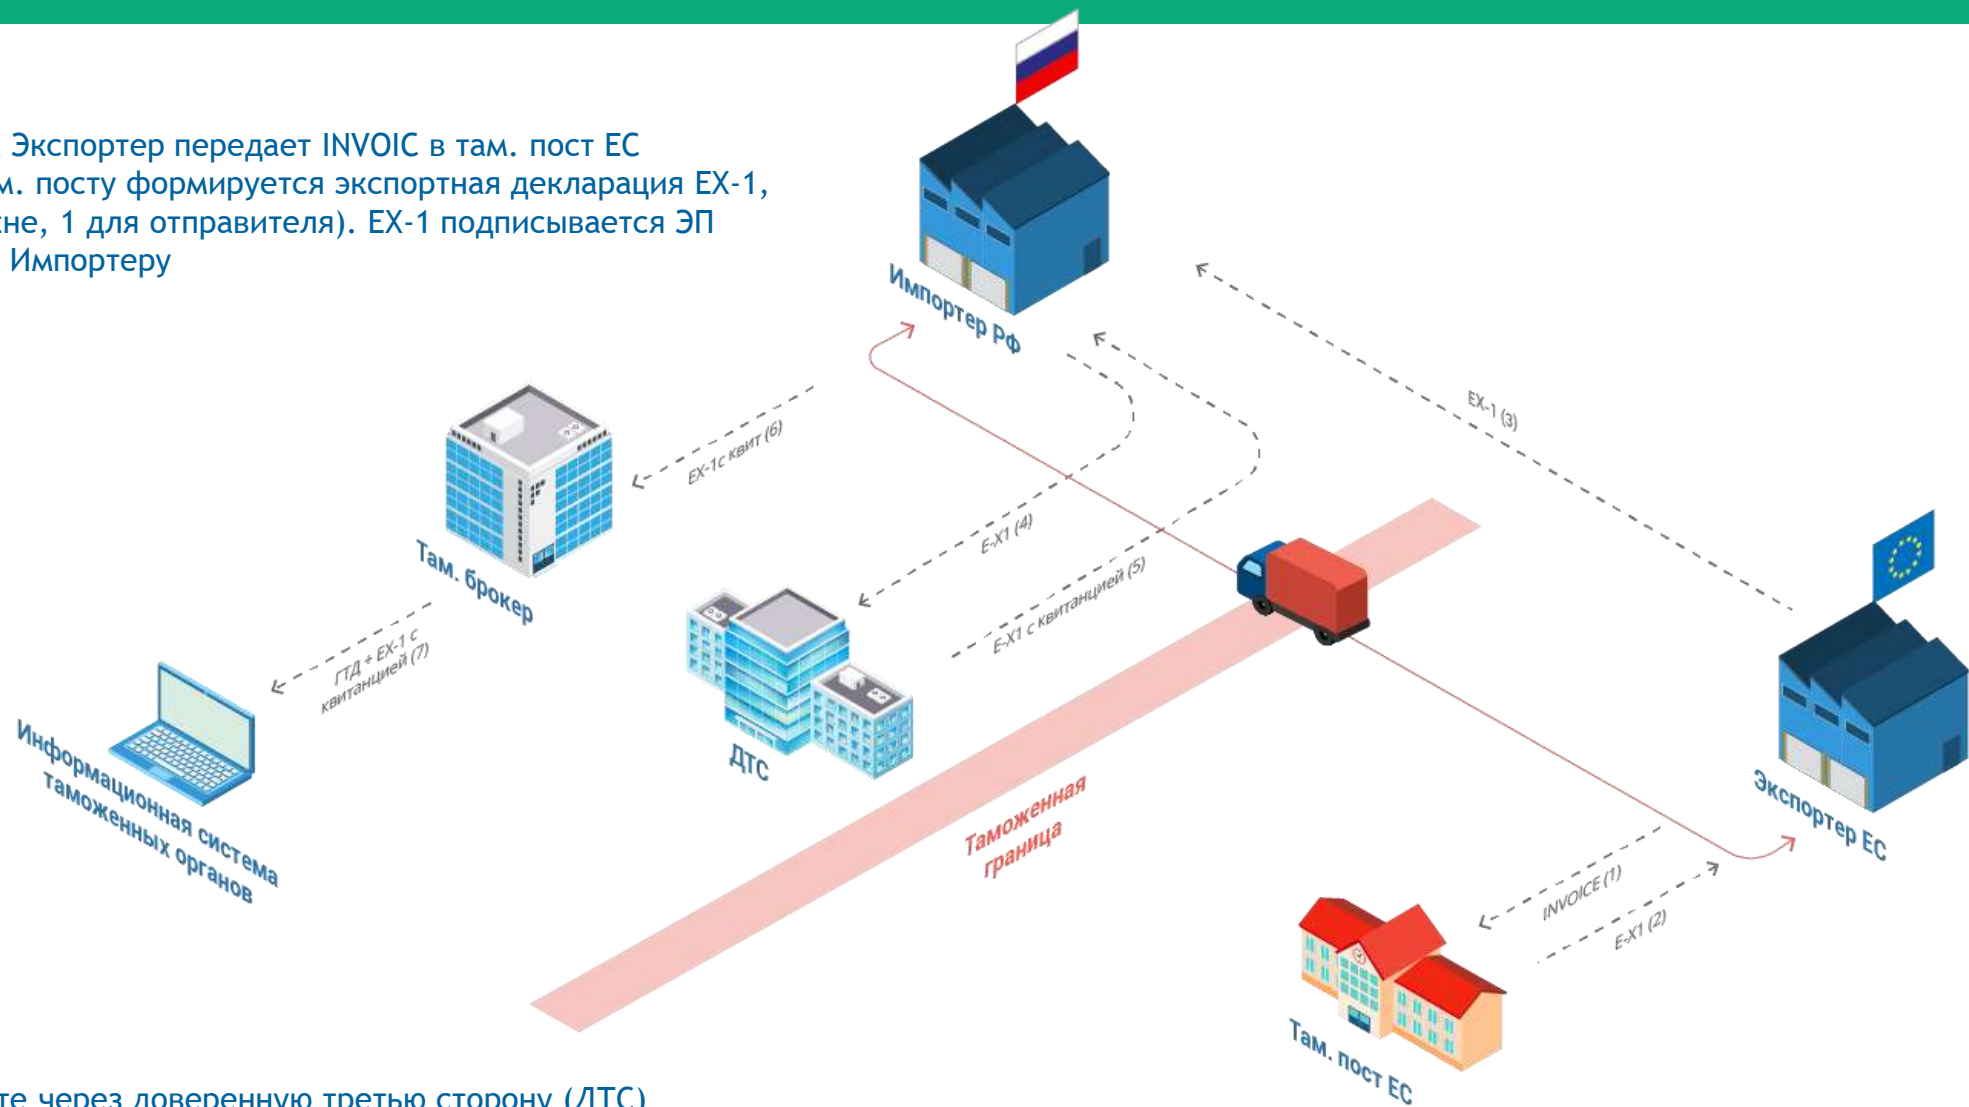 Экспортер передает INVOIC в там. пост ЕС
м. посту формируется экспортная декларация EX-1,
не, 1 для отправителя). EX-1 подписывается ЭП
Импортеру
Импортер РФ
EX-1 (3)
EX-1с квит (6)
E-X1 (4)
E-X1 с квитанцией (5)
Там. брокер
ГТД + EX-1 с
квитанцией (7)
ДТС
Информационная система
таможенных органов
Таможенная
граница
Экспортер ЕС
INVOICE (1)
E-X1 (2)
Там. пост ЕС
те через доверенную третью сторону (ДТС)